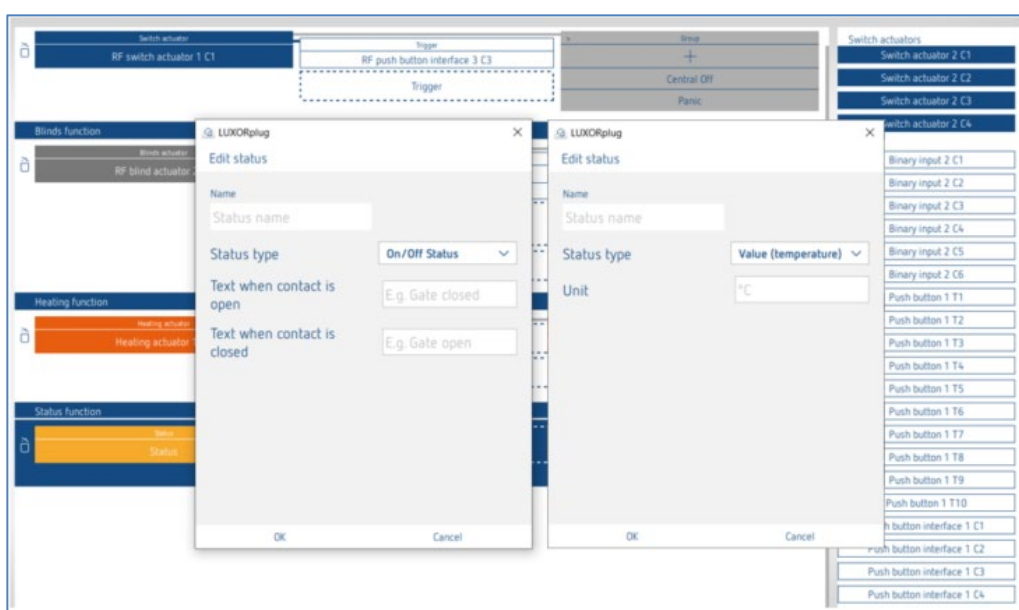 Switch actuator
RF switch actuator 1 C1
Trigger
RF push button interface 3 C3
Trigger
Group
+
Central Off
Panic
Switch actuators
Switch actuator 2 C1
Switch actuator 2 C2
Switch actuator 2 C3
Switch actuator 2 C4
Blinds function
Blinds actuator
RF blind actuator
Heating function
Heating actuator
Heating actuator
Status function
Status
Status
LUXORplug
Edit status
Name
Status name
Status type
On/Off Status
Text when contact is
open
E.g. Gate closed
Text when contact is
closed
E.g. Gate open
OK
Cancel
LUXORplug
Edit status
Name
Status name
Status type
Value (temperature)
Unit
°C
OK
Cancel
Binary input 2 C1
Binary input 2 C2
Binary input 2 C3
Binary input 2 C4
Binary input 2 C5
Binary input 2 C6
Push button 1 T1
Push button 1 T2
Push button 1 T3
Push button 1 T4
Push button 1 T5
Push button 1 T6
Push button 1 T7
Push button 1 T8
Push button 1 T9
Push button 1 T10
h button interface 1 C1
Push button interface 1 C2
Push button interface 1 C3
Push button interface 1 C4